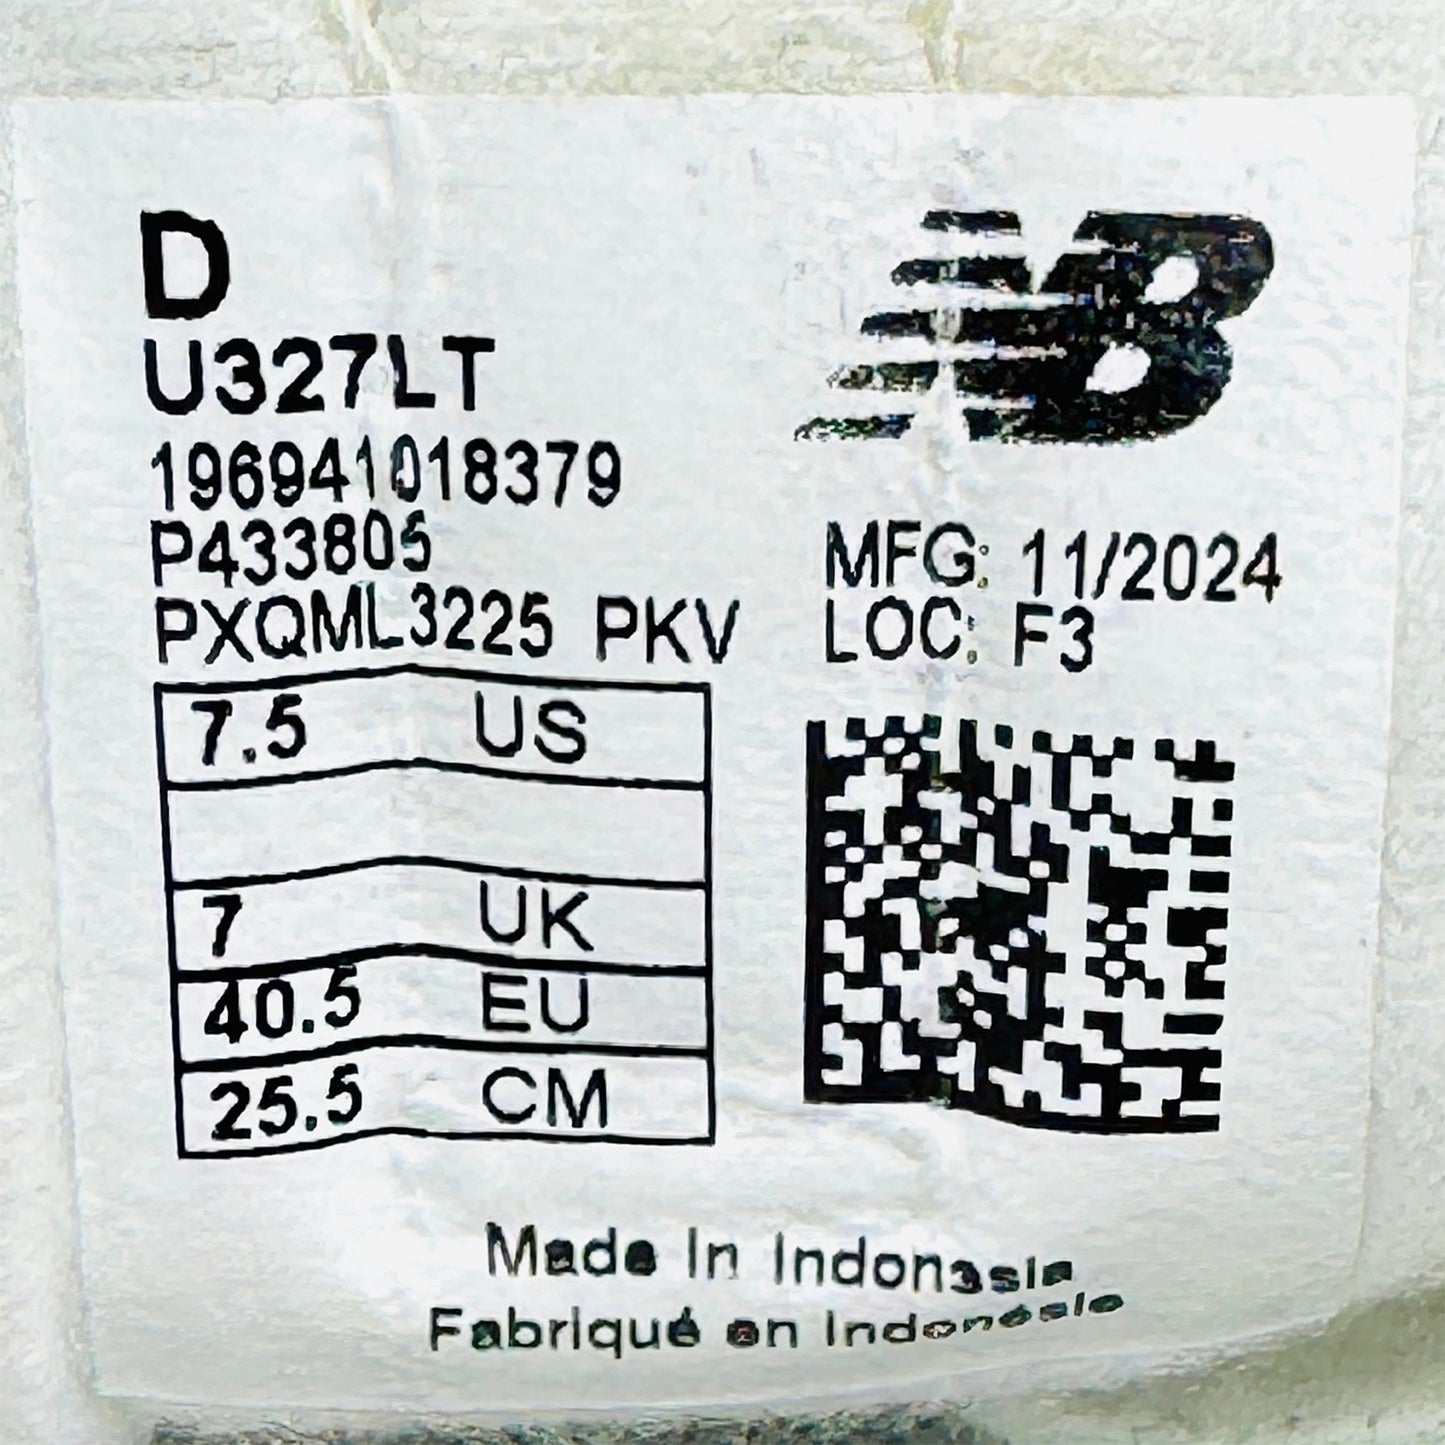 D
U327LT
196941018379
P433805
PXQML3225 PKV
MFG: 11/2024
LOC: F3
7.5 US
7 UK
40.5 EU
25.5 CM
Made In Indonesia
Fabriqué en Indonésie